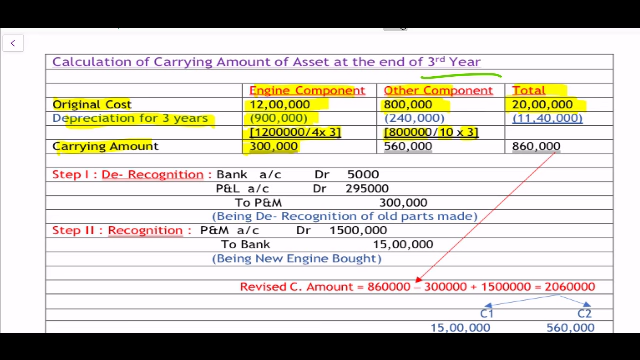 Calculation of Carrying Amount of Asset at the end of 3rd Year
Engine Component Other Component Total
Original Cost 12,00,000 800,000 20,00,000
Depreciation for 3 years (900,000) (240,000) (11,40,000)
[1200000/4x 3] [800000/10 x 3]
Carrying Amount 300,000 560,000 860,000
Step I : De- Recognition : Bank a/c Dr 5000
P&L a/c Dr 295000
To P&M 300,000
(Being De- Recognition of old parts made)
Step II : Recognition : P&M a/c Dr 1500,000
To Bank 15,00,000
(Being New Engine Bought)
Revised C. Amount = 860000 – 300000 + 1500000 = 2060000
C1 C2
15,00,000 560,000